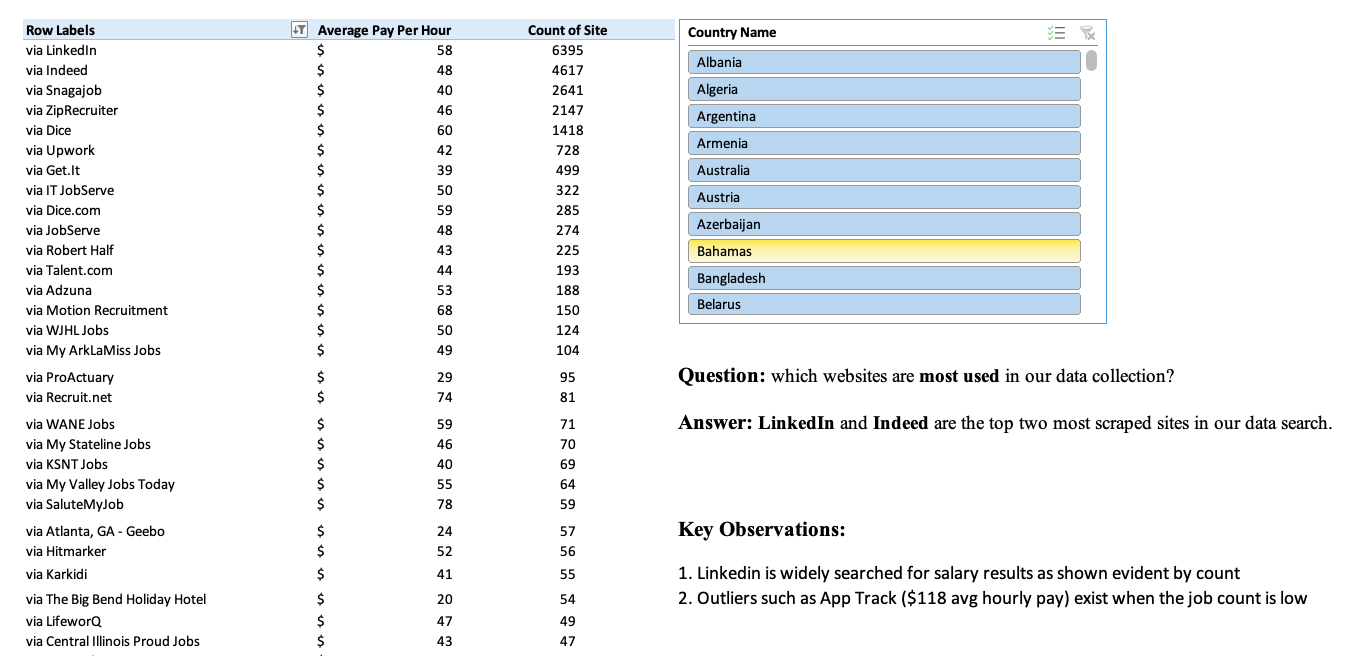 Row Labels Average Pay Per Hour Count of Site
via LinkedIn $ 58 6395
via Indeed $ 48 4617
via Snagajob $ 40 2641
via ZipRecruiter $ 46 2147
via Dice $ 60 1418
via Upwork $ 42 728
via Get.It $ 39 499
via IT JobServe $ 50 322
via Dice.com $ 59 285
via JobServe $ 48 274
via Robert Half $ 43 225
via Talent.com $ 44 193
via Adzuna $ 53 188
via Motion Recruitment $ 68 150
via WJHL Jobs $ 50 124
via My ArkLaMiss Jobs $ 49 104
via ProActuary $ 29 95
via Recruit.net $ 74 81
via WANE Jobs $ 59 71
via My Stateline Jobs $ 46 70
via KSNT Jobs $ 40 69
via My Valley Jobs Today $ 55 64
via SaluteMyJob $ 78 59
via Atlanta, GA - Geebo $ 24 57
via Hitmarker $ 52 56
via Karkidi $ 41 55
via The Big Bend Holiday Hotel $ 20 54
via LifeworQ $ 47 49
via Central Illinois Proud Jobs $ 43 47
Country Name
Albania
Algeria
Argentina
Armenia
Australia
Austria
Azerbaijan
Bahamas
Bangladesh
Belarus
Question: which websites are most used in our data collection?
Answer: LinkedIn and Indeed are the top two most scraped sites in our data search.
Key Observations:
1. Linkedin is widely searched for salary results as shown evident by count
2. Outliers such as App Track ($118 avg hourly pay) exist when the job count is low